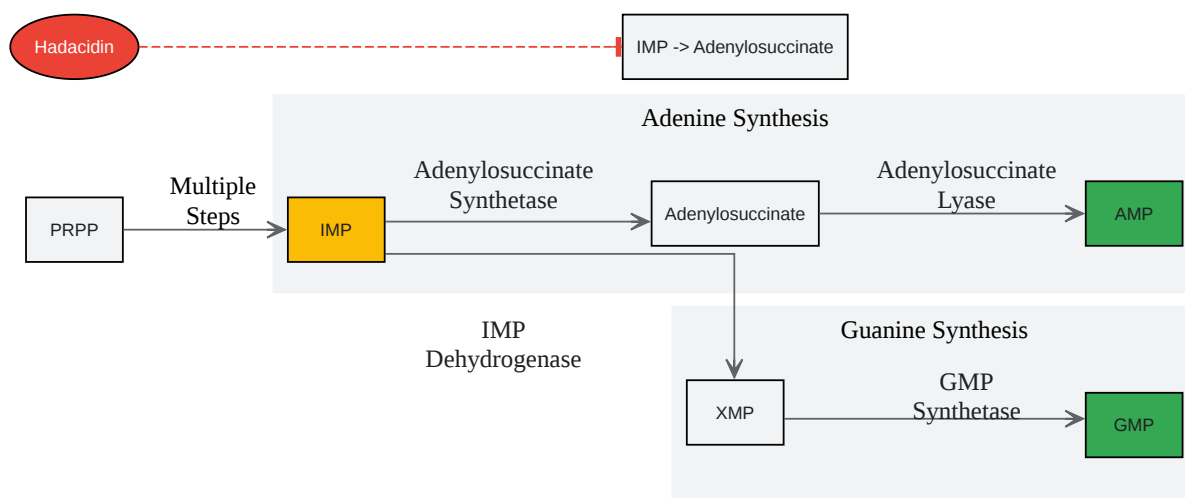 Hadacidin
IMP -> Adenylosuccinate
Adenine Synthesis
Multiple
Steps
Adenylosuccinate
Synthetase
Adenylosuccinate
Lyase
PRPP
IMP
Adenylosuccinate
AMP
IMP
Dehydrogenase
Guanine Synthesis
GMP
Synthetase
XMP
GMP